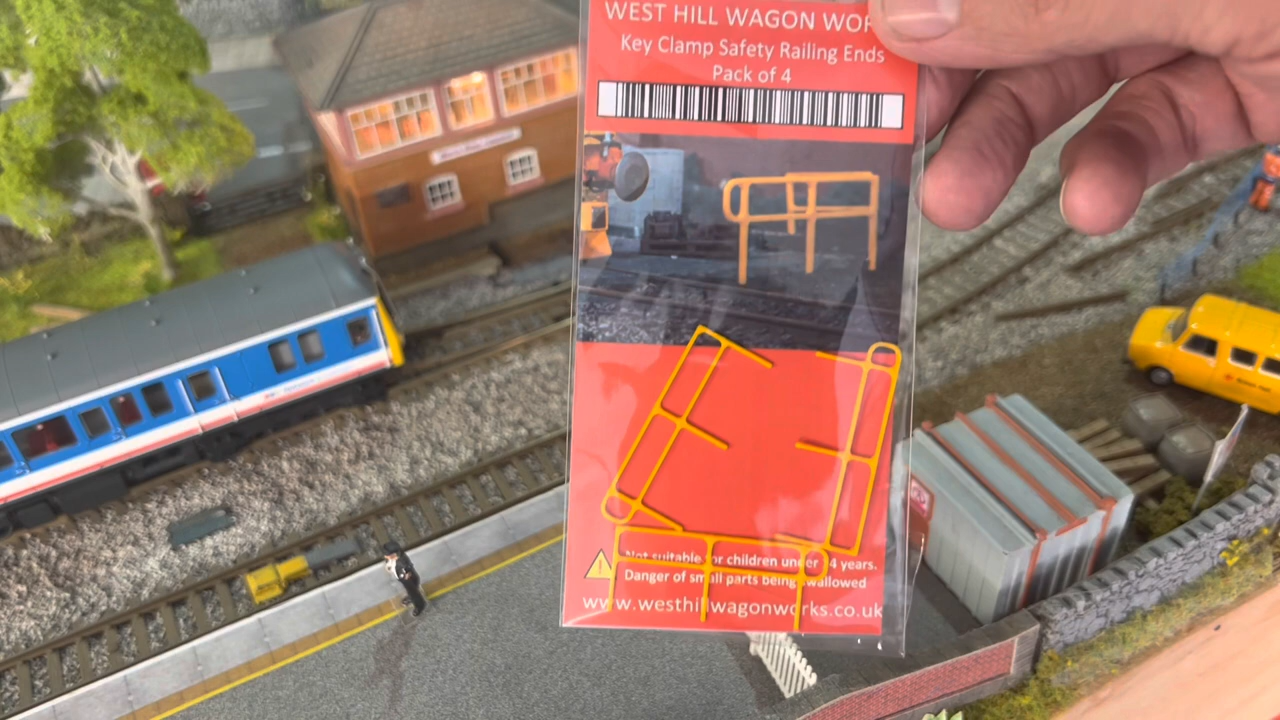 WEST HILL WAGON WOR
Key Clamp Safety Railing Ends
Pack of 4
Not suitable for children under 14 years.
Danger of small parts being swallowed
www.westhillwagonworks.co.uk